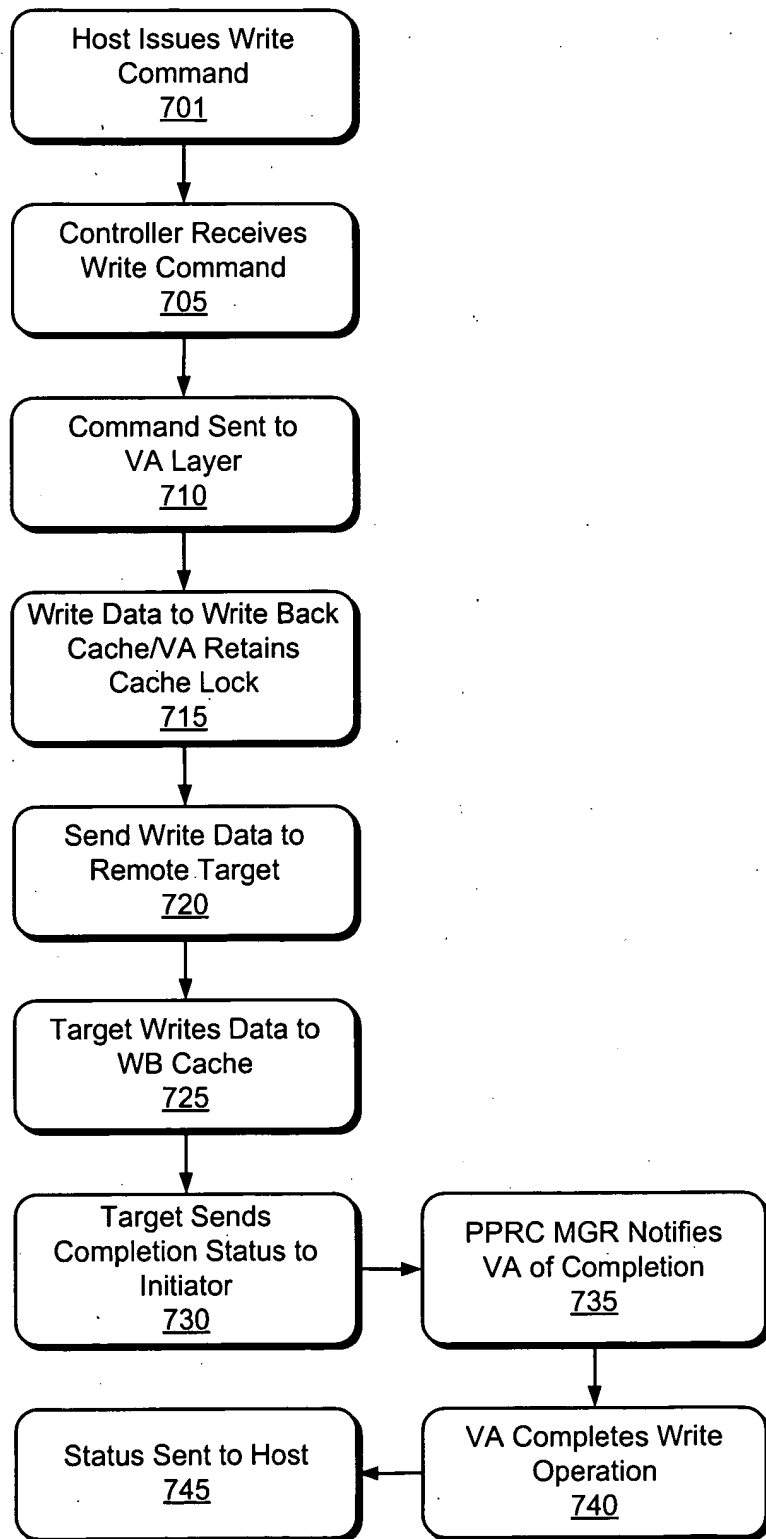 Host Issues Write
Command
701
Controller Receives
Write Command
705
Command Sent to
VA Layer
710
Write Data to Write Back
Cache/VA Retains
Cache Lock
715
Send Write Data to
Remote Target
720
Target Writes Data to
WB Cache
725
Target Sends
Completion Status to
Initiator
730
PPRC MGR Notifies
VA of Completion
735
VA Completes Write
Operation
740
Status Sent to Host
745